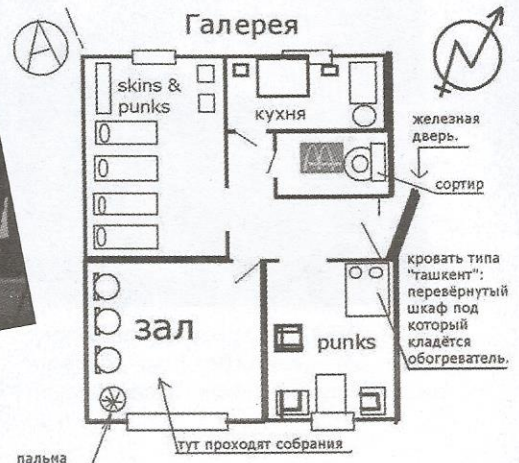 Галерея
skins &
punks
кухня
железная
дверь.
сортир
кровать типа
"ташкент":
перевёрнутый
шкаф под
который
кладётся
обогреватель.
зал
punks
тут проходят собрания
пальма